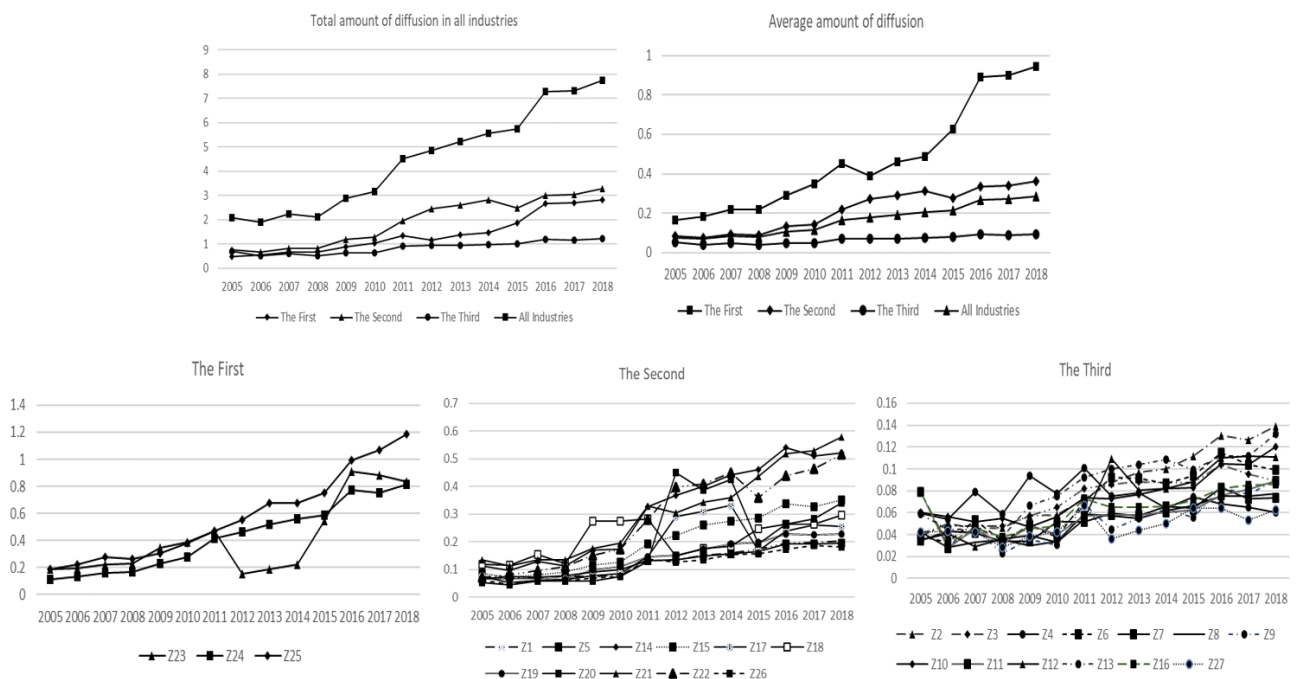 Total amount of diffusion in all industries
9
8
7
6
5
4
3
2
1
0
2005 2006 2007 2008 2009 2010 2011 2012 2013 2014 2015 2016 2017 2018
The First The Second The Third All Industries
Average amount of diffusion
1
0.8
0.6
0.4
0.2
0
2005 2006 2007 2008 2009 2010 2011 2012 2013 2014 2015 2016 2017 2018
The First The Second The Third All Industries
The First
1.4
1.2
1
0.8
0.6
0.4
0.2
0
2005 2006 2007 2008 2009 2010 2011 2012 2013 2014 2015 2016 2017 2018
Z23 Z24 Z25
The Second
0.7
0.6
0.5
0.4
0.3
0.2
0.1
0
2005 2006 2007 2008 2009 2010 2011 2012 2013 2014 2015 2016 2017 2018
Z1 Z5 Z14 Z15 Z17 Z18
Z19 Z20 Z21 Z22 Z26
The Third
0.16
0.14
0.12
0.10
0.08
0.06
0.04
0.02
0
2005 2006 2007 2008 2009 2010 2011 2012 2013 2014 2015 2016 2017 2018
Z2 Z3 Z4 Z6 Z7 Z8 Z9
Z10 Z11 Z12 Z13 Z16 Z27